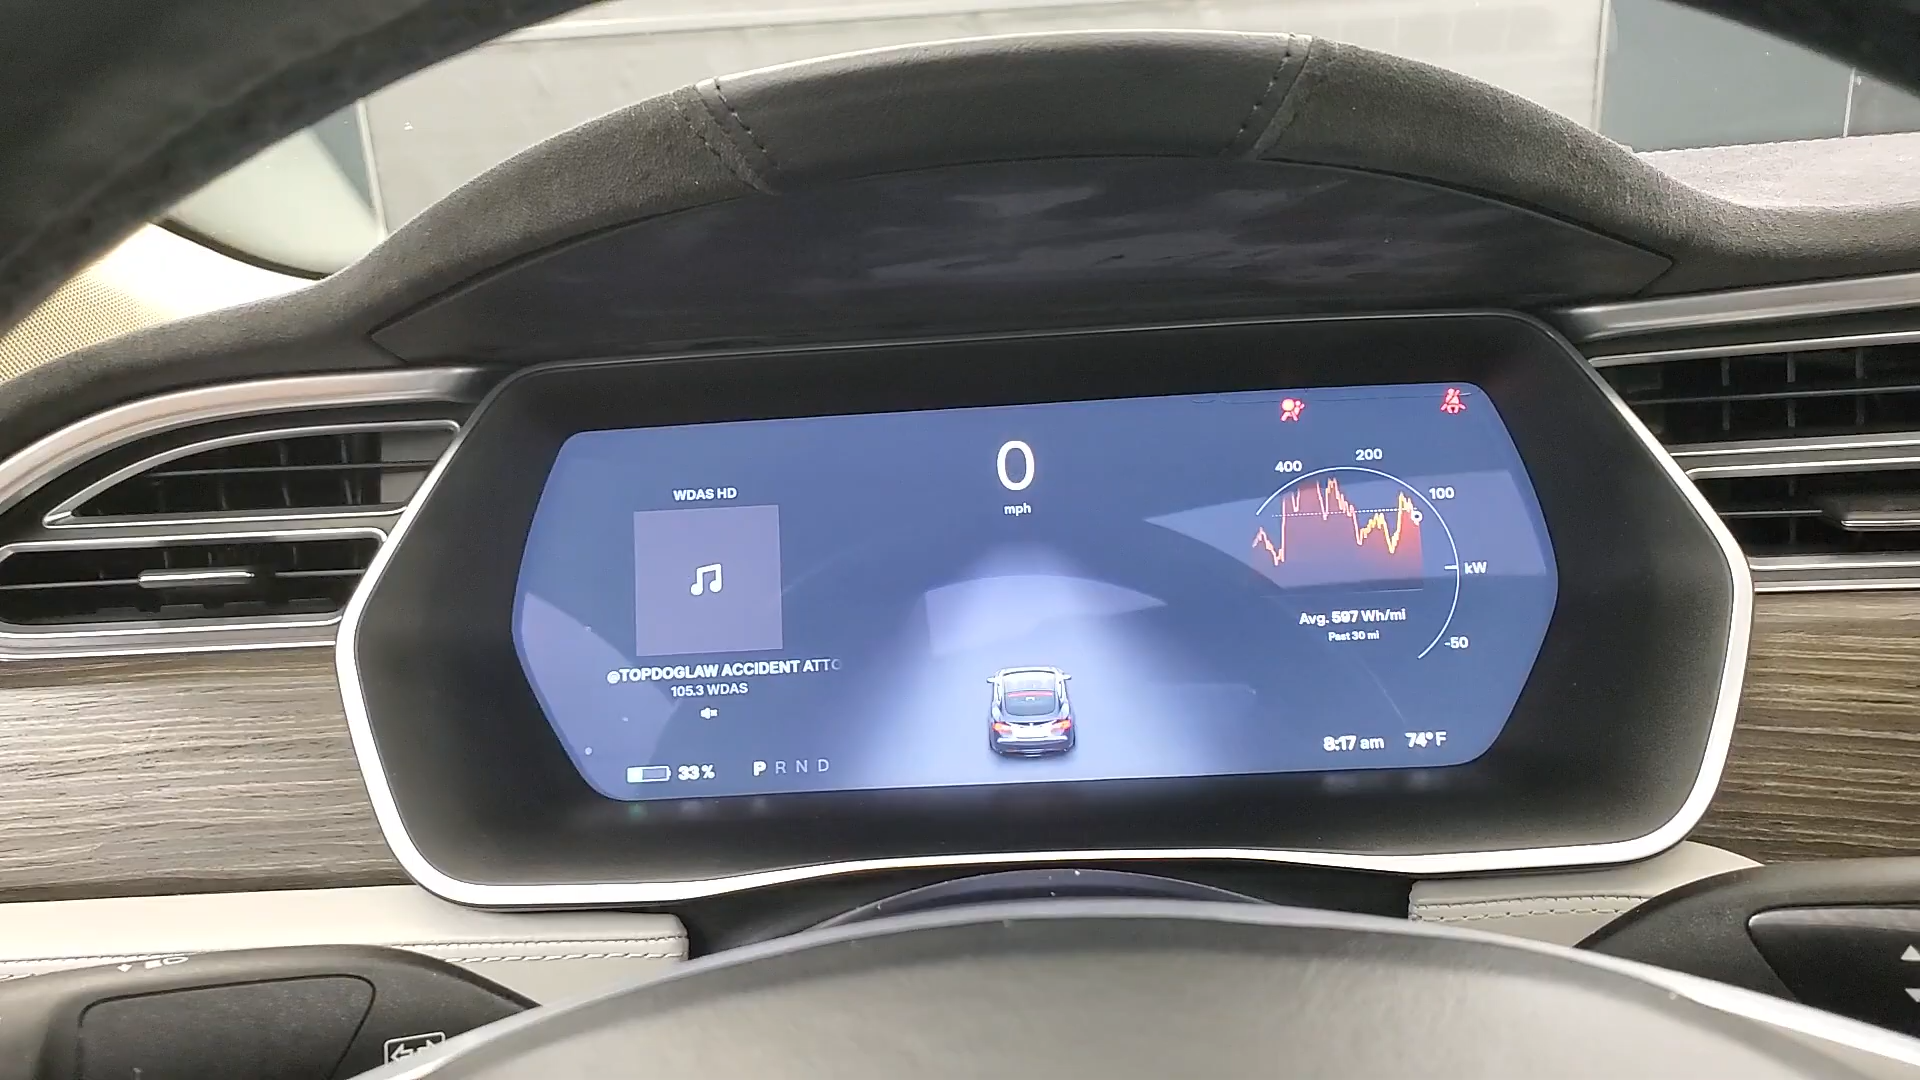 WDAS HD
@TOPDOGLAW ACCIDENT ATTO
105.3 WDAS
33 %
P R N D
0
mph
400
200
100
kW
-50
Avg. 597 Wh/mi
Past 30 mi
8:17 am 74°F